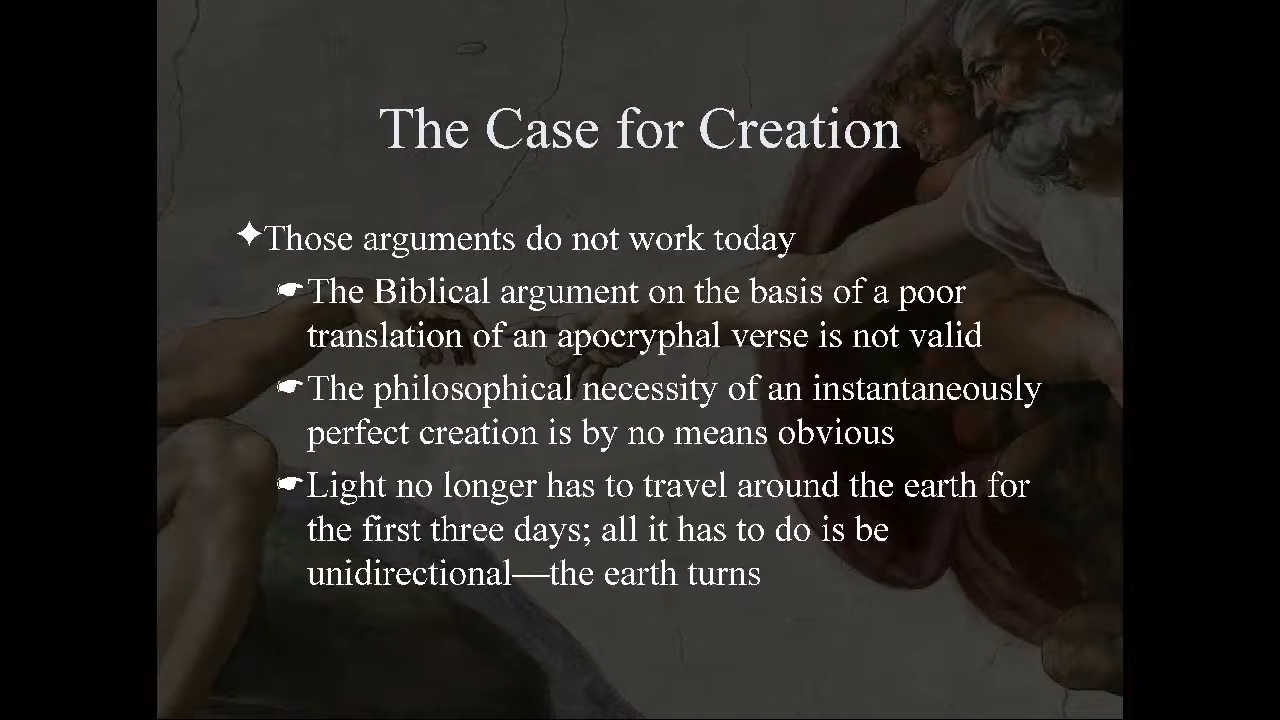 The Case for Creation
✦Those arguments do not work today
☛The Biblical argument on the basis of a poor
translation of an apocryphal verse is not valid
☛The philosophical necessity of an instantaneously
perfect creation is by no means obvious
☛Light no longer has to travel around the earth for
the first three days; all it has to do is be
unidirectional—the earth turns